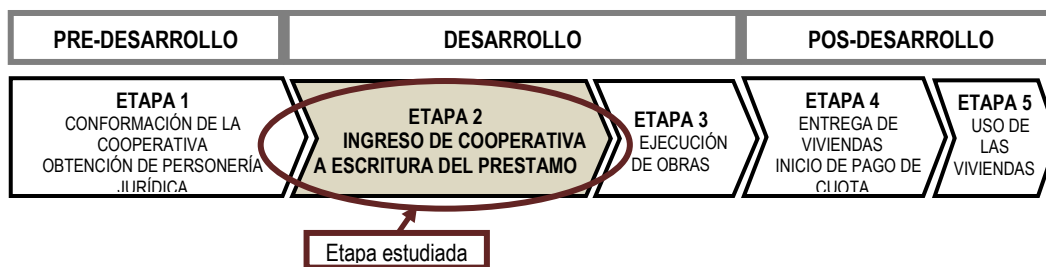 PRE-DESARROLLO
DESARROLLO
POS-DESARROLLO
ETAPA 1
CONFORMACIÓN DE LA
COOPERATIVA
OBTENCIÓN DE PERSONERÍA
JURÍDICA
ETAPA 2
INGRESO DE COOPERATIVA
A ESCRITURA DEL PRESTAMO
ETAPA 3
EJECUCIÓN
DE OBRAS
ETAPA 4
ENTREGA DE
VIVIENDAS
INICIO DE PAGO DE
CUOTA
ETAPA 5
USO DE
LAS
VIVIENDAS
Etapa estudiada